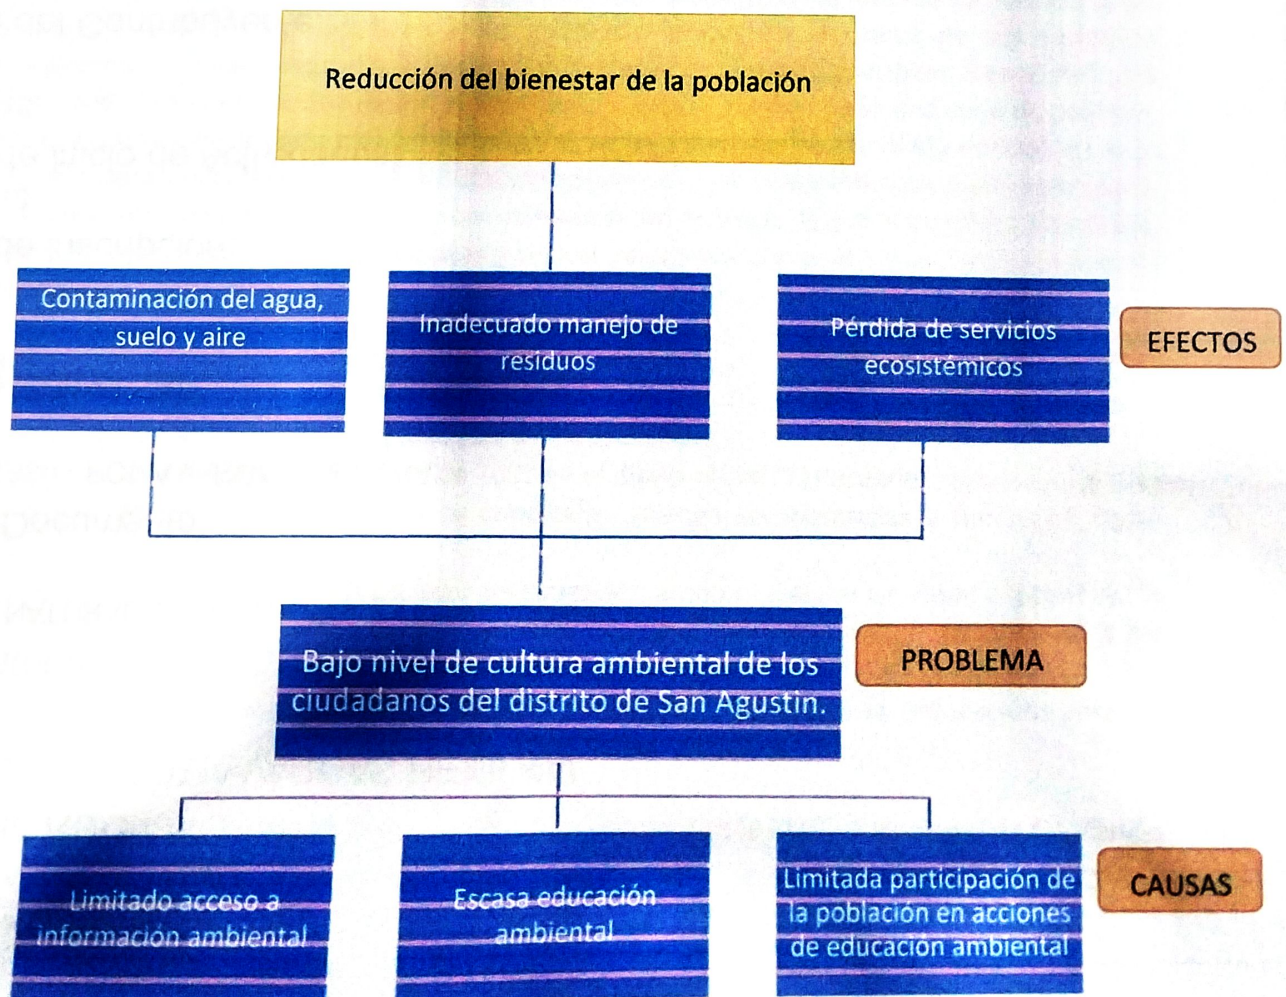 Reducción del bienestar de la población
Contaminación del agua,
suelo y aire
Inadecuado manejo de
residuos
Pérdida de servicios
ecosistémicos
EFECTOS
Bajo nivel de cultura ambiental de los
ciudadanos del distrito de San Agustin.
PROBLEMA
Limitado acceso a
información ambiental
Escasa educación
ambiental
Limitada participación de
la población en acciones
de educación ambiental
CAUSAS